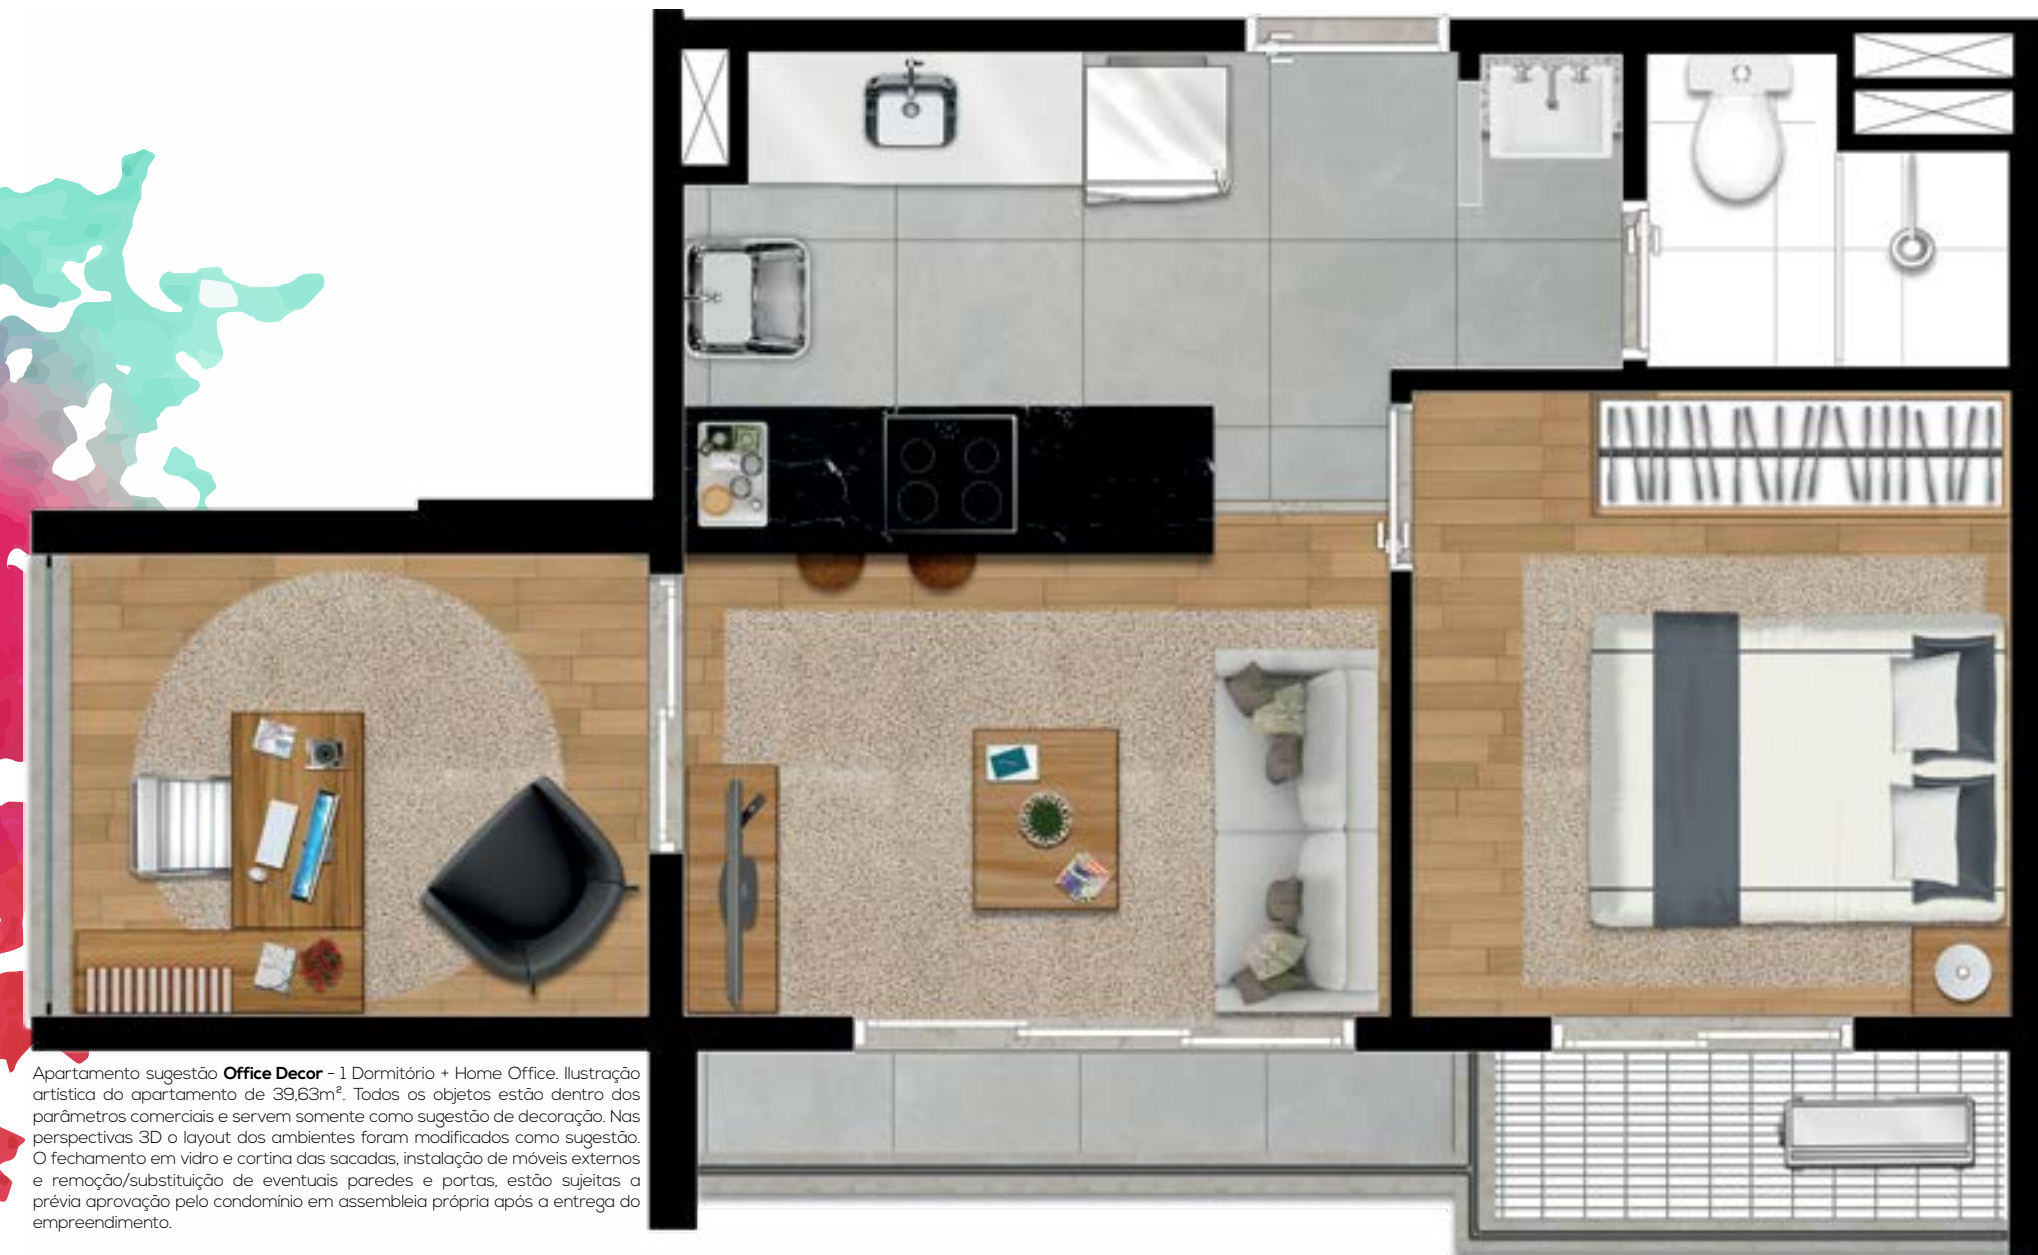 Apartamento sugestão Office Decor - 1 Dormitório + Home Office. Ilustração
artística do apartamento de 39,63m². Todos os objetos estão dentro dos
parâmetros comerciais e servem somente como sugestão de decoração. Nas
perspectivas 3D o layout dos ambientes foram modificados como sugestão.
O fechamento em vidro e cortina das sacadas, instalação de móveis externos
e remoção/substituição de eventuais paredes e portas, estão sujeitas a
prévia aprovação pelo condomínio em assembleia própria após a entrega do
empreendimento.